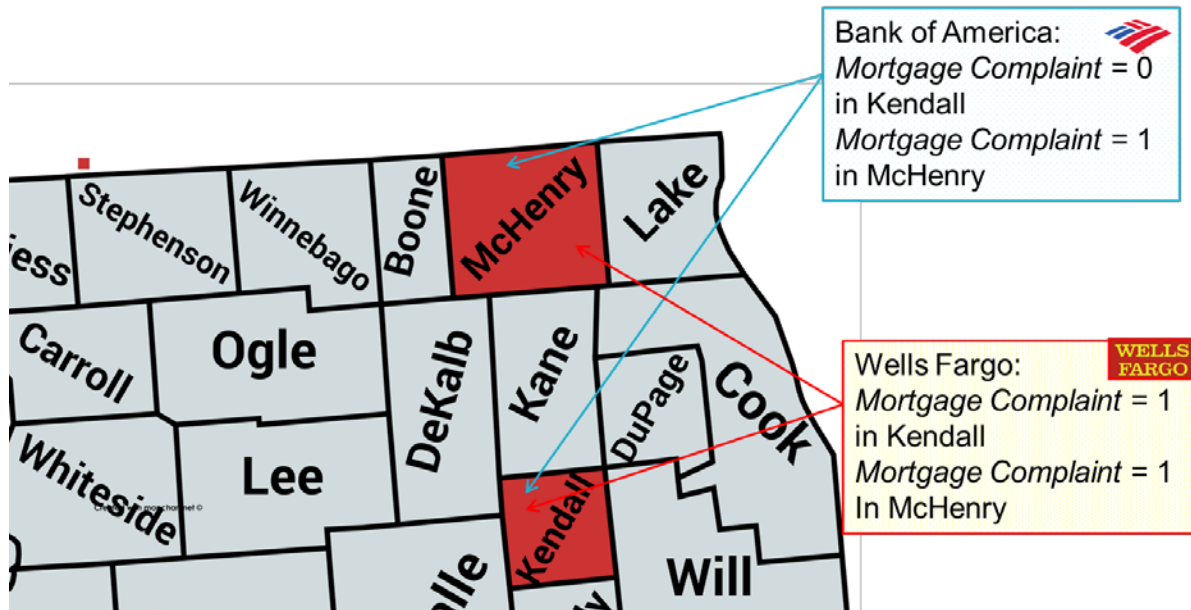 Bank of America:
Mortgage Complaint = 0
in Kendall
Mortgage Complaint = 1
in McHenry
Stephenson
Winnebago
Boone
McHenry
Lake
iess
Carroll
Ogle
DeKalb
Kane
DuPage
Cook
Wells Fargo:
WELLS
FARGO
Mortgage Complaint = 1
in Kendall
Mortgage Complaint = 1
In McHenry
Whiteside
Lee
Kendall
Will
alle
ly